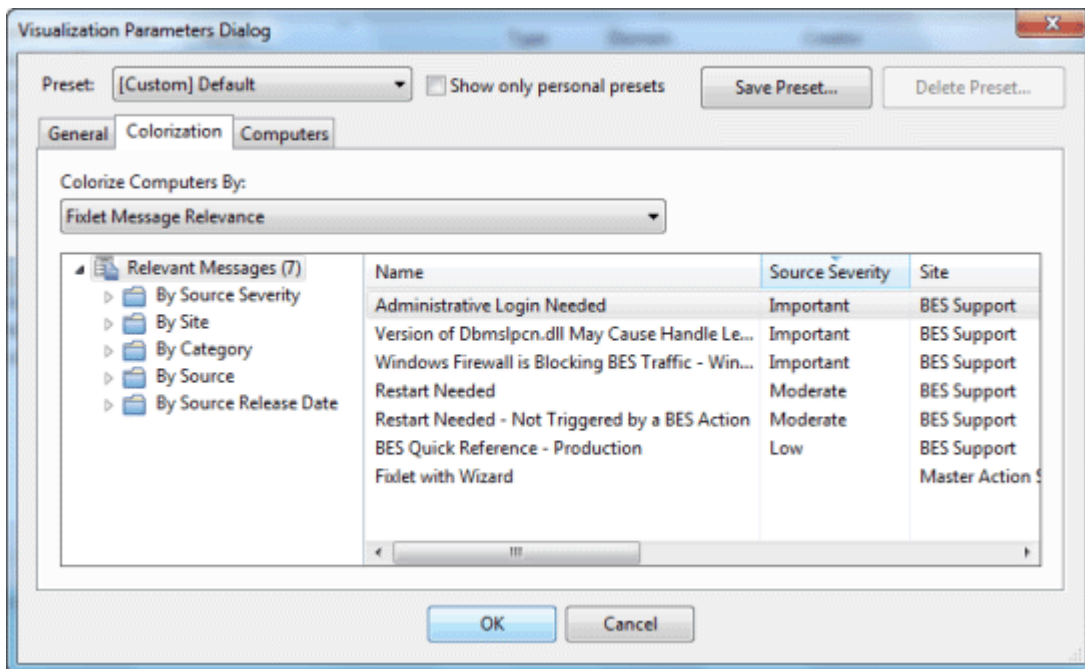 Visualization Parameters Dialog
Preset: [Custom] Default Show only personal presets Save Preset... Delete Preset...
General Colorization Computers
Colorize Computers By:
Fixlet Message Relevance
Relevant Messages (7)
By Source Severity
By Site
By Category
By Source
By Source Release Date
Name Source Severity Site
Administrative Login Needed Important BES Support
Version of Dbmslpcn.dll May Cause Handle Le... Important BES Support
Windows Firewall is Blocking BES Traffic - Win... Important BES Support
Restart Needed Moderate BES Support
Restart Needed - Not Triggered by a BES Action Moderate BES Support
BES Quick Reference - Production Low BES Support
Fixlet with Wizard Master Action S
OK Cancel